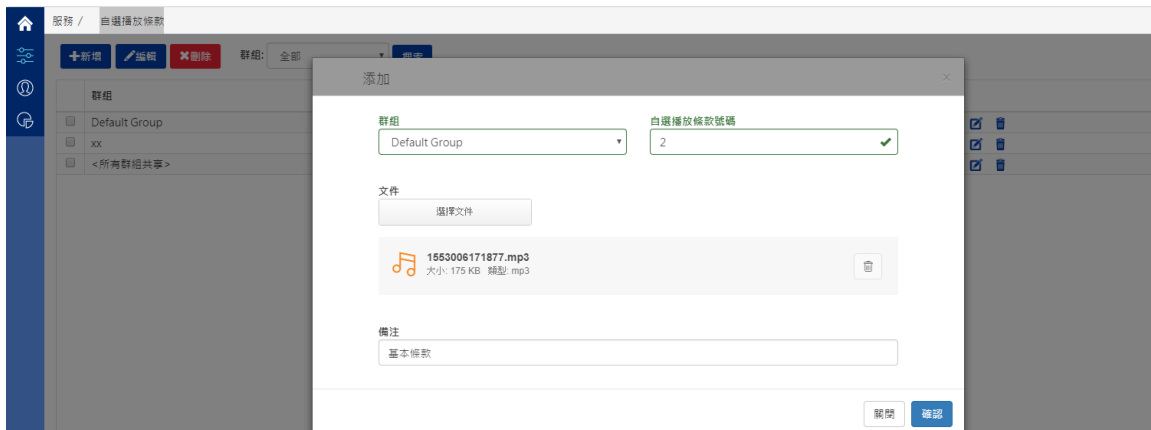 服務 / 自選播放條款
新增 編輯 刪除 群組: 全部 搜索
群組
Default Group
xx
<所有群組共享>
添加
群組 自選播放條款號碼
Default Group 2
文件
選擇文件
1553006171877.mp3
大小: 175 KB 類型: mp3
備注
基本條款
關閉 確認